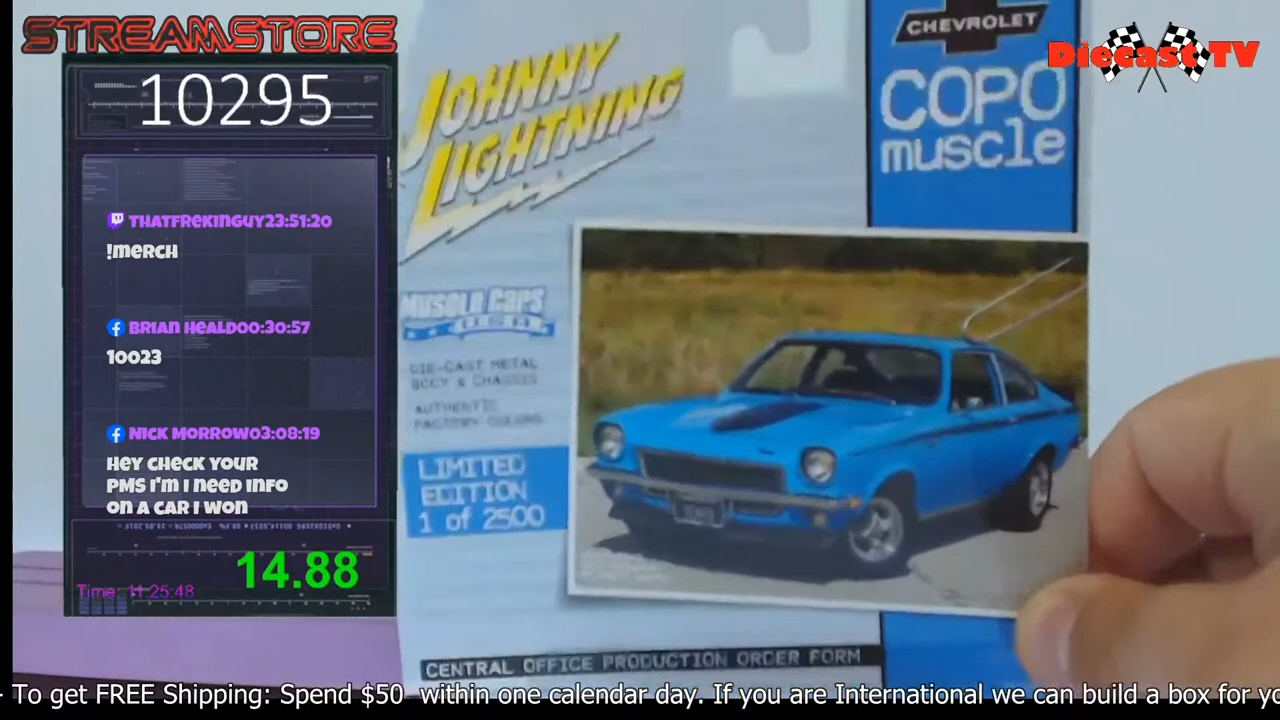 STREAMSTORE
10295
THATFREKINGUY23:51:20
!merch
BRIAN HEALD00:30:57
10023
NICK MORROW03:08:19
Hey check your
PMS I'm I need info
on a car I won
14.88
Time: 11:25:48
JOHNNY
LIGHTNING
MUSCLE CARS
USA
DIE-CAST METAL
BODY & CHASSIS
AUTHENTIC
FACTORY COLORS
LIMITED
EDITION
1 of 2500
CHEVROLET
COPO
muscle
Diecast TV
CENTRAL OFFICE PRODUCTION ORDER FORM
- To get FREE Shipping: Spend $50 within one calendar day. If you are International we can build a box for yo